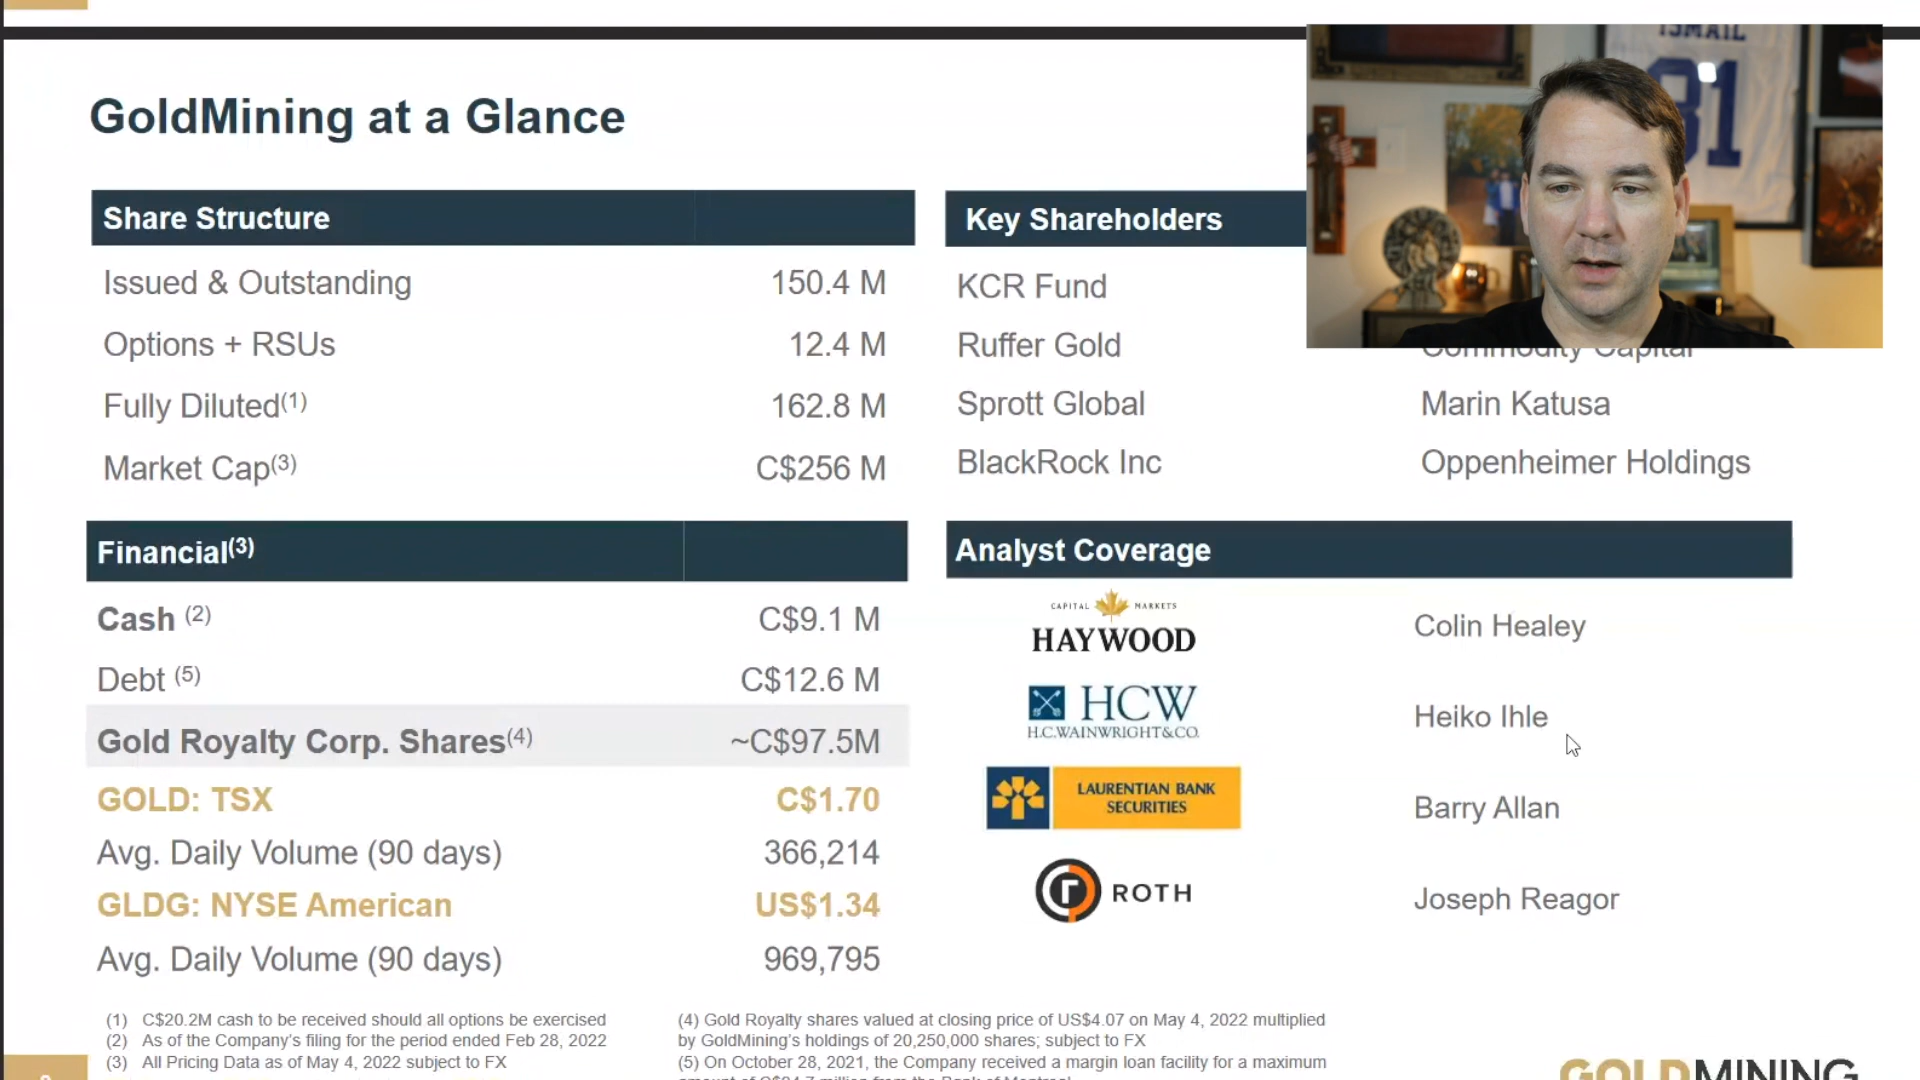 GoldMining at a Glance
ISMAIL
81
Share Structure
Issued & Outstanding 150.4 M
Options + RSUs 12.4 M
Fully Diluted(1) 162.8 M
Market Cap(3) C$256 M
Key Shareholders
KCR Fund
Ruffer Gold Commodity Capital
Sprott Global Marin Katusa
BlackRock Inc Oppenheimer Holdings
Financial(3)
Cash (2) C$9.1 M
Debt (5) C$12.6 M
Gold Royalty Corp. Shares(4) ~C$97.5M
GOLD: TSX C$1.70
Avg. Daily Volume (90 days) 366,214
GLDG: NYSE American US$1.34
Avg. Daily Volume (90 days) 969,795
Analyst Coverage
CAPITAL MARKETS
HAYWOOD Colin Healey
HCW
H.C.WAINWRIGHT&CO. Heiko Ihle
LAURENTIAN BANK
SECURITIES Barry Allan
r ROTH Joseph Reagor
(1) C$20.2M cash to be received should all options be exercised
(2) As of the Company's filing for the period ended Feb 28, 2022
(3) All Pricing Data as of May 4, 2022 subject to FX
(4) Gold Royalty shares valued at closing price of US$4.07 on May 4, 2022 multiplied
by GoldMining's holdings of 20,250,000 shares; subject to FX
(5) On October 28, 2021, the Company received a margin loan facility for a maximum
GOLDMINING